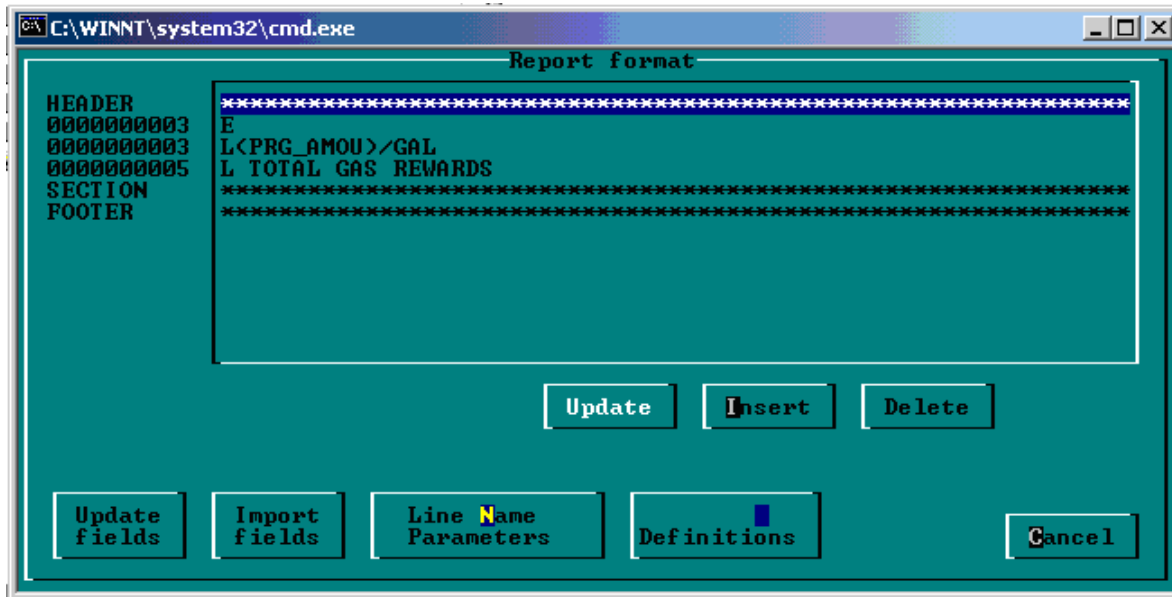 C:\WINNT\system32\cmd.exe
Report format
HEADER ***************************************************************
0000000003 E
0000000003 L(PRG_AMOU)/GAL
0000000005 L TOTAL GAS REWARDS
SECTION ***************************************************************
FOOTER ***************************************************************
Update Insert Delete
Update fields
Import fields
Line Name Parameters
Definitions
Cancel